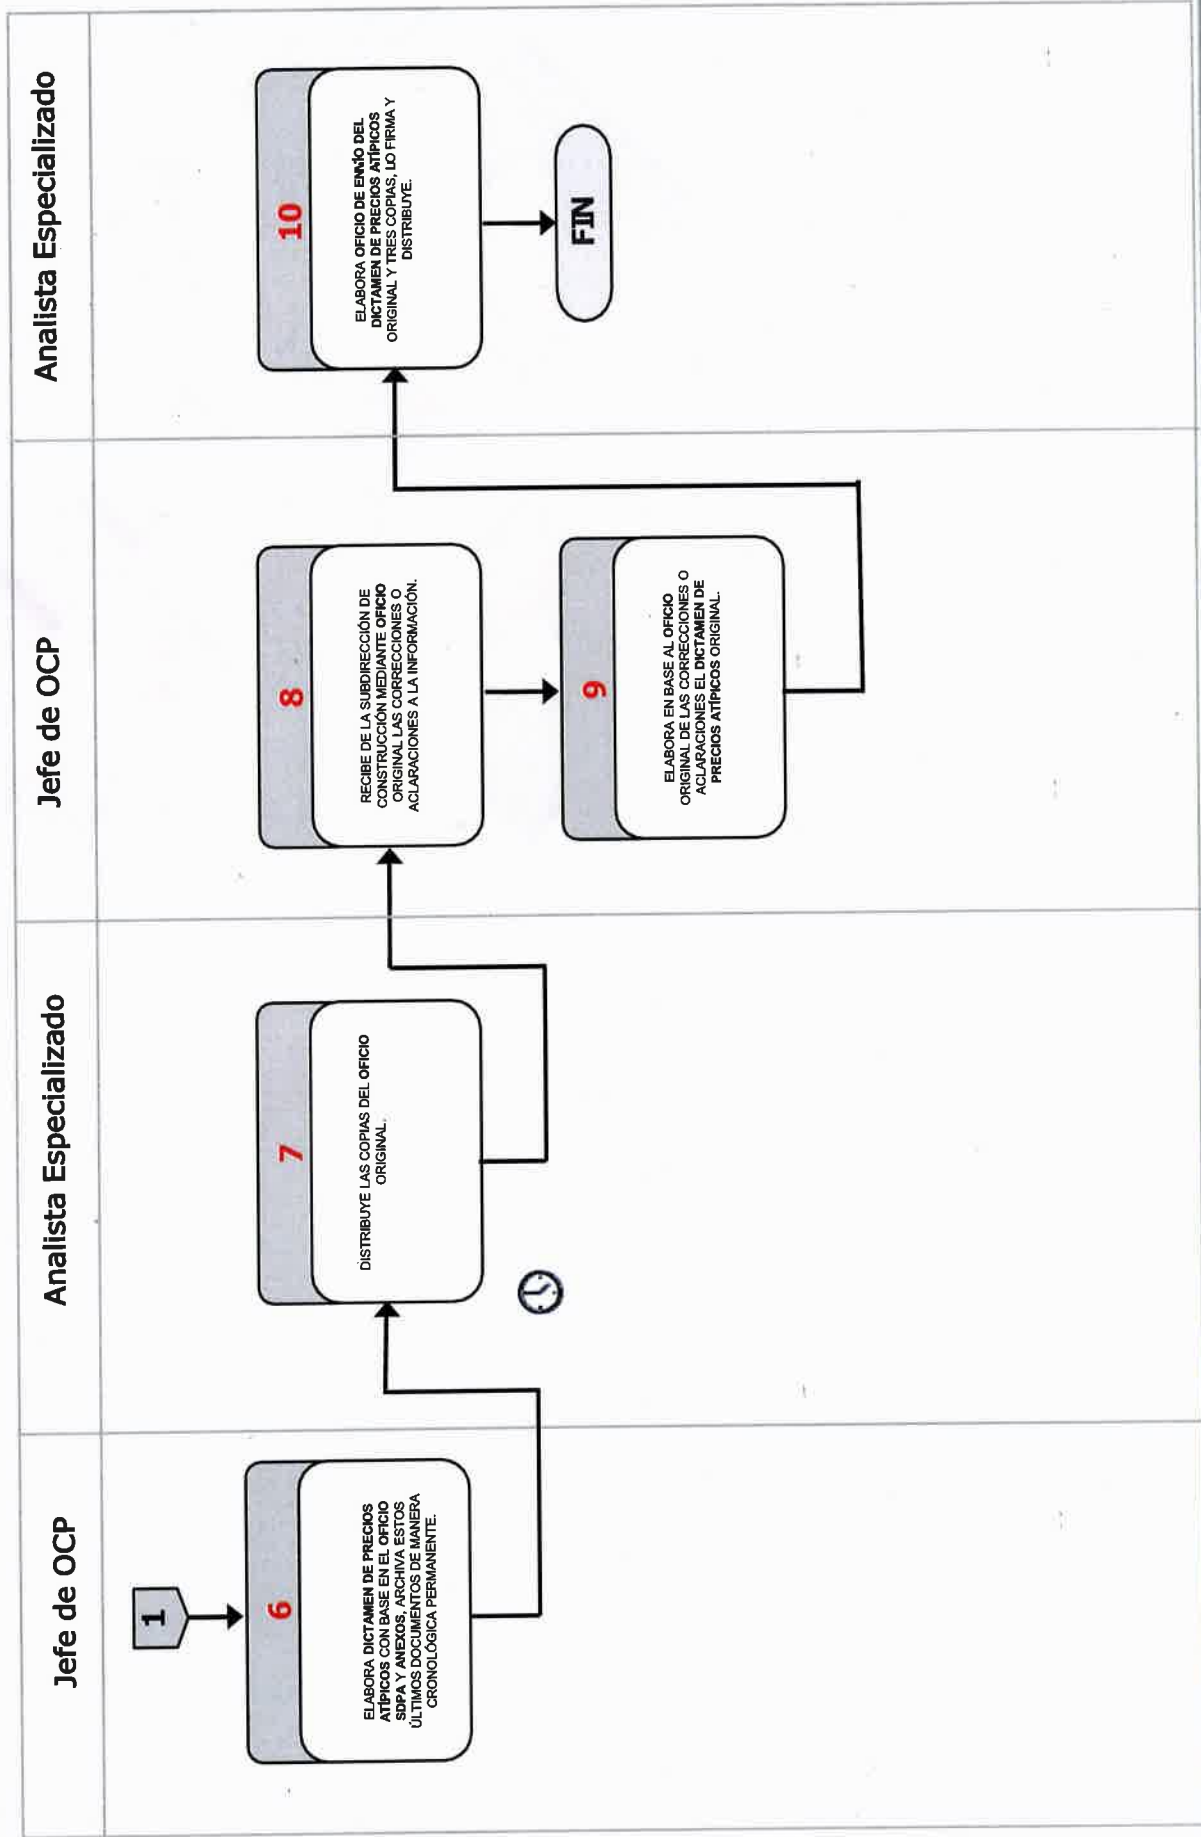 Jefe de OCP
Analista Especializado
Jefe de OCP
Analista Especializado
1
6
ELABORA DICTAMEN DE PRECIOS
ATÍPICOS CON BASE EN EL OFICIO
SDPA Y ANEXOS, ARCHIVA ESTOS
ÚLTIMOS DOCUMENTOS DE MANERA
CRONOLÓGICA PERMANENTE.
7
DISTRIBUYE LAS COPIAS DEL OFICIO
ORIGINAL.
8
RECIBE DE LA SUBDIRECCIÓN DE
CONSTRUCCIÓN MEDIANTE OFICIO
ORIGINAL LAS CORRECCIONES O
ACLARACIONES A LA INFORMACIÓN.
9
ELABORA EN BASE AL OFICIO
ORIGINAL DE LAS CORRECCIONES O
ACLARACIONES EL DICTAMEN DE
PRECIOS ATÍPICOS ORIGINAL.
10
ELABORA OFICIO DE ENVÍO DEL
DICTAMEN DE PRECIOS ATÍPICOS
ORIGINAL Y TRES COPIAS, LO FIRMA Y
DISTRIBUYE.
FIN